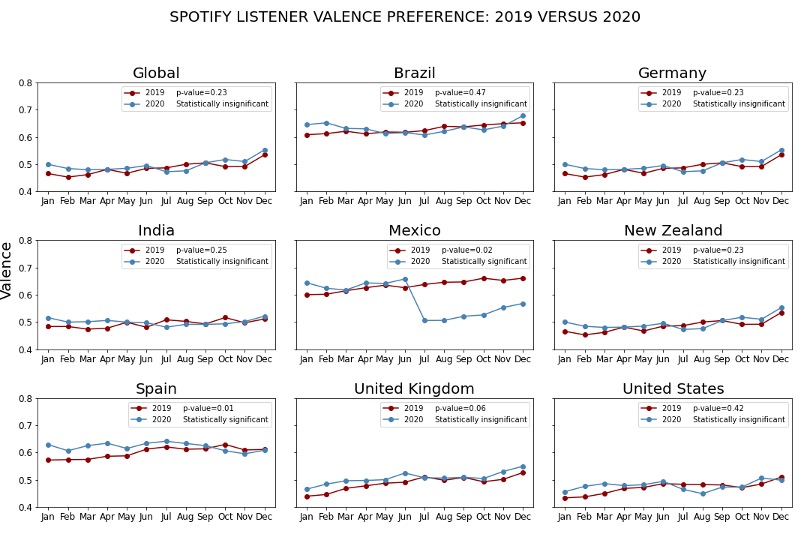 SPOTIFY LISTENER VALENCE PREFERENCE: 2019 VERSUS 2020
Global
0.8
0.7
0.6
0.5
0.4
2019 p-value=0.23
2020 Statistically insignificant
Jan Feb Mar Apr May Jun Jul Aug Sep Oct Nov Dec
Brazil
2019 p-value=0.47
2020 Statistically insignificant
Jan Feb Mar Apr May Jun Jul Aug Sep Oct Nov Dec
Germany
2019 p-value=0.23
2020 Statistically insignificant
Jan Feb Mar Apr May Jun Jul Aug Sep Oct Nov Dec
Valence
India
0.8
0.7
0.6
0.5
0.4
2019 p-value=0.25
2020 Statistically insignificant
Jan Feb Mar Apr May Jun Jul Aug Sep Oct Nov Dec
Mexico
2019 p-value=0.02
2020 Statistically significant
Jan Feb Mar Apr May Jun Jul Aug Sep Oct Nov Dec
New Zealand
2019 p-value=0.23
2020 Statistically insignificant
Jan Feb Mar Apr May Jun Jul Aug Sep Oct Nov Dec
Spain
0.8
0.7
0.6
0.5
0.4
2019 p-value=0.01
2020 Statistically significant
Jan Feb Mar Apr May Jun Jul Aug Sep Oct Nov Dec
United Kingdom
2019 p-value=0.06
2020 Statistically insignificant
Jan Feb Mar Apr May Jun Jul Aug Sep Oct Nov Dec
United States
2019 p-value=0.42
2020 Statistically insignificant
Jan Feb Mar Apr May Jun Jul Aug Sep Oct Nov Dec